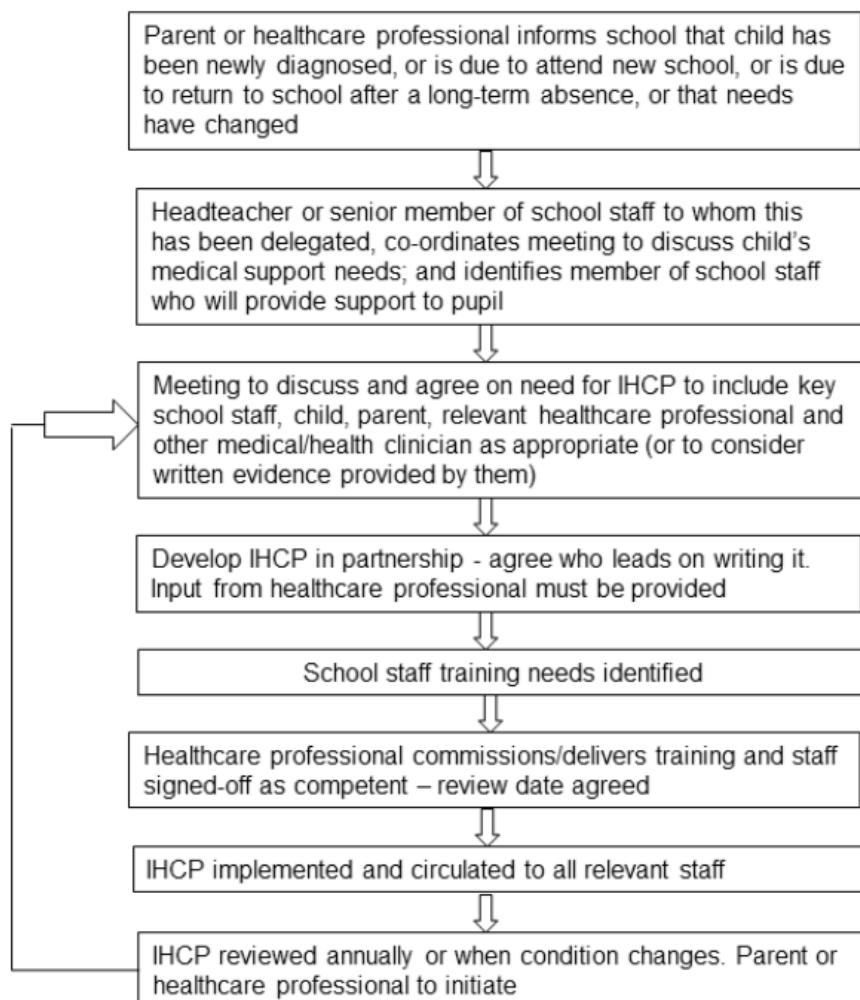 Parent or healthcare professional informs school that child has
been newly diagnosed, or is due to attend new school, or is due
to return to school after a long-term absence, or that needs
have changed
Headteacher or senior member of school staff to whom this
has been delegated, co-ordinates meeting to discuss child's
medical support needs; and identifies member of school staff
who will provide support to pupil
Meeting to discuss and agree on need for IHCP to include key
school staff, child, parent, relevant healthcare professional and
other medical/health clinician as appropriate (or to consider
written evidence provided by them)
Develop IHCP in partnership - agree who leads on writing it.
Input from healthcare professional must be provided
School staff training needs identified
Healthcare professional commissions/delivers training and staff
signed-off as competent – review date agreed
IHCP implemented and circulated to all relevant staff
IHCP reviewed annually or when condition changes. Parent or
healthcare professional to initiate